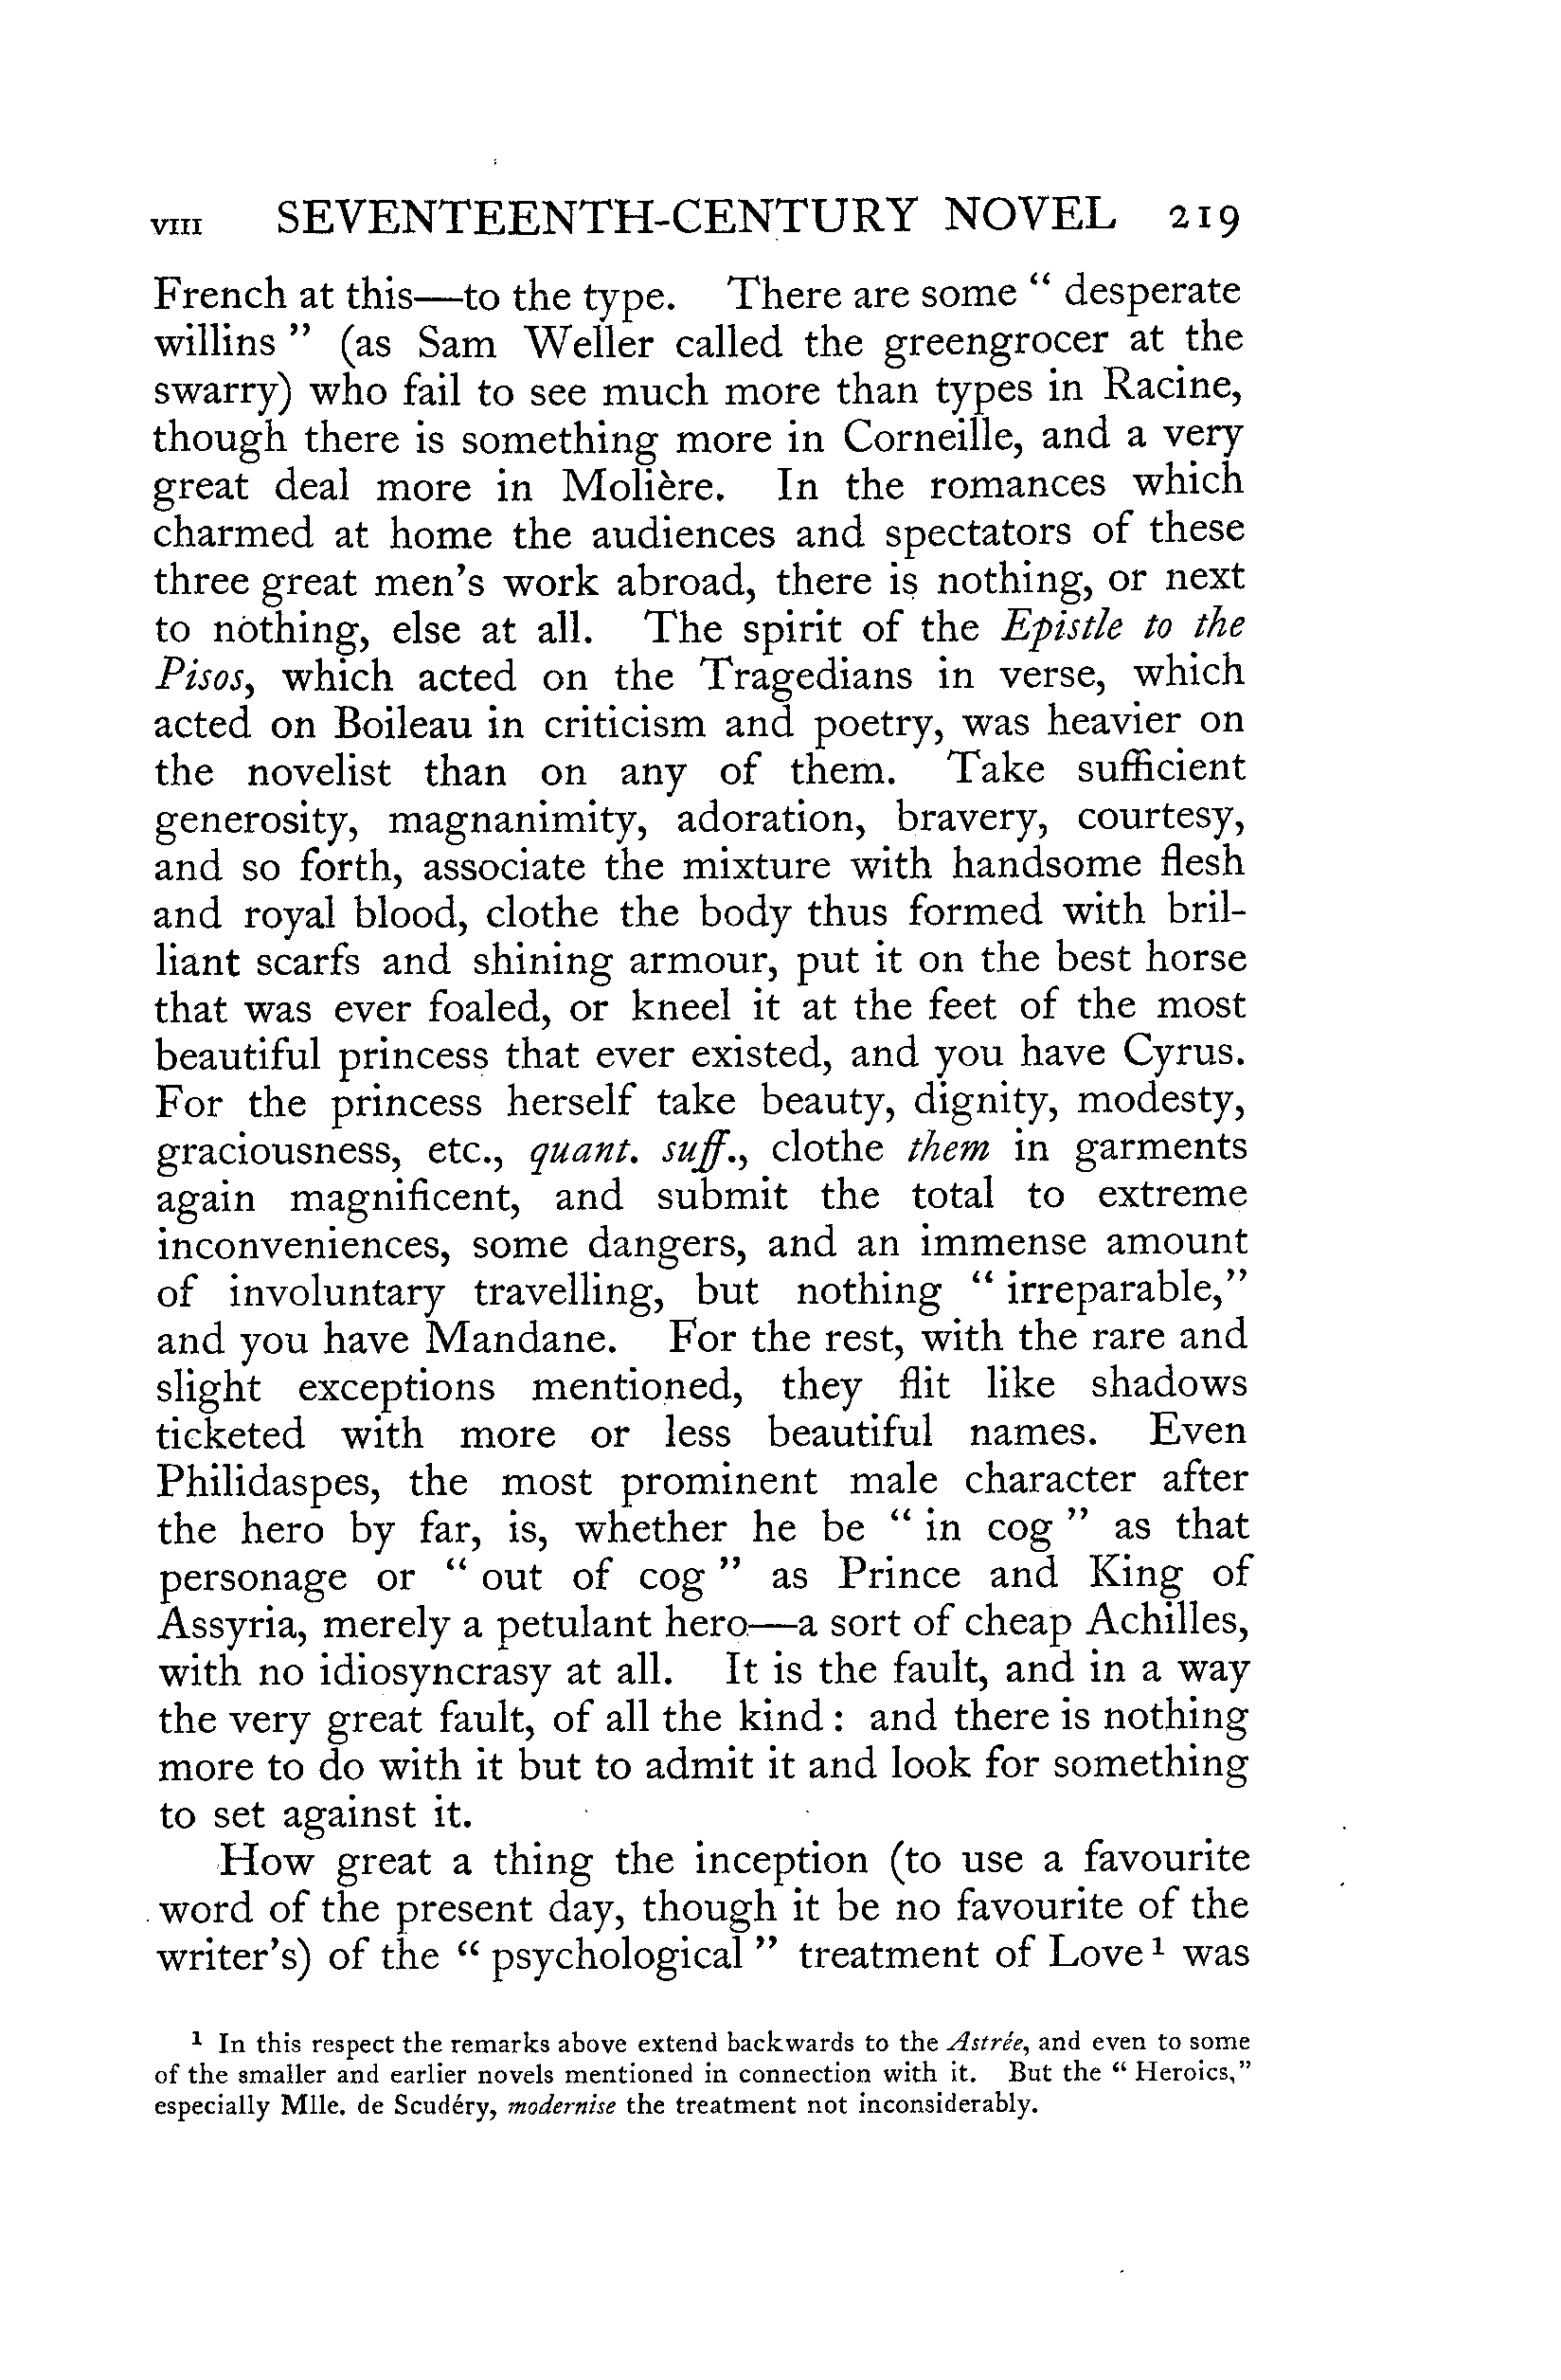 VIII SEVENTEENTH-CENTURY NOVEL 219
French at this—to the type. There are some “ desperate
willins ” (as Sam Weller called the greengrocer at the
swarry) who fail to see much more than types in Racine,
though there is something more in Corneille, and a very
great deal more in Molière. In the romances which
charmed at home the audiences and spectators of these
three great men’s work abroad, there is nothing, or next
to nothing, else at all. The spirit of the Epistle to the
Pisos, which acted on the Tragedians in verse, which
acted on Boileau in criticism and poetry, was heavier on
the novelist than on any of them. Take sufficient
generosity, magnanimity, adoration, bravery, courtesy,
and so forth, associate the mixture with handsome flesh
and royal blood, clothe the body thus formed with bril-
liant scarfs and shining armour, put it on the best horse
that was ever foaled, or kneel it at the feet of the most
beautiful princess that ever existed, and you have Cyrus.
For the princess herself take beauty, dignity, modesty,
graciousness, etc., quant. suff., clothe them in garments
again magnificent, and submit the total to extreme
inconveniences, some dangers, and an immense amount
of involuntary travelling, but nothing “ irreparable,”
and you have Mandane. For the rest, with the rare and
slight exceptions mentioned, they flit like shadows
ticketed with more or less beautiful names. Even
Philidaspes, the most prominent male character after
the hero by far, is, whether he be “ in cog ” as that
personage or “ out of cog ” as Prince and King of
Assyria, merely a petulant hero—a sort of cheap Achilles,
with no idiosyncrasy at all. It is the fault, and in a way
the very great fault, of all the kind : and there is nothing
more to do with it but to admit it and look for something
to set against it.
How great a thing the inception (to use a favourite
word of the present day, though it be no favourite of the
writer’s) of the “ psychological ” treatment of Love ¹ was
¹ In this respect the remarks above extend backwards to the Astrée, and even to some
of the smaller and earlier novels mentioned in connection with it. But the “ Heroics,”
especially Mlle. de Scudéry, modernise the treatment not inconsiderably.